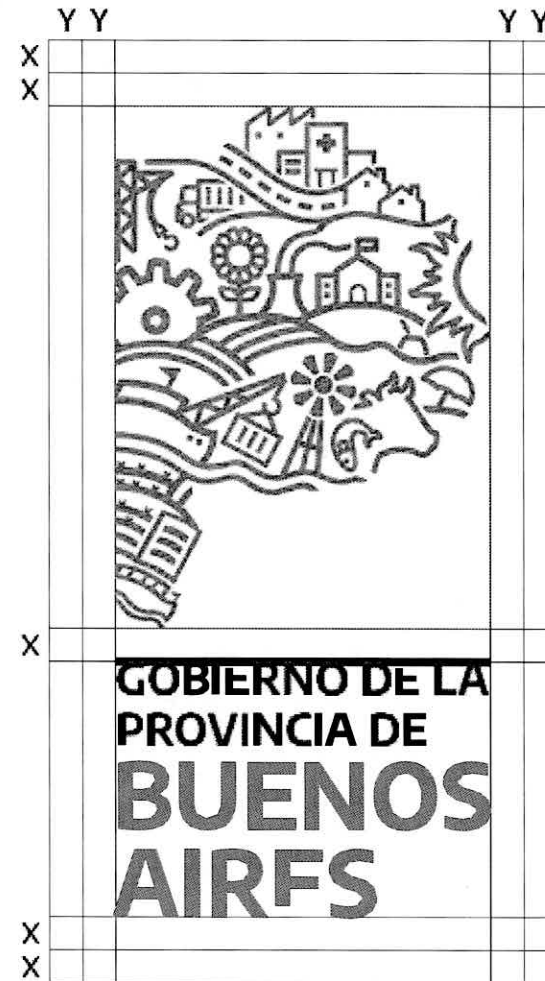 Y Y Y Y
X
X
X
GOBIERNO DE LA
PROVINCIA DE
BUENOS
AIRES
X
X